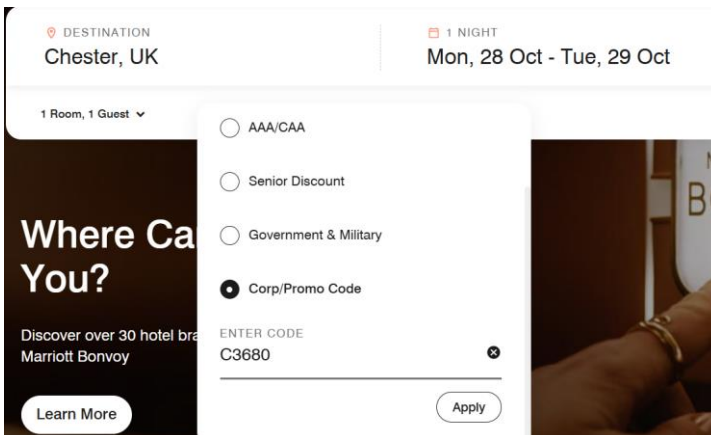 DESTINATION
Chester, UK
1 NIGHT
Mon, 28 Oct - Tue, 29 Oct
1 Room, 1 Guest
AAA/CAA
Senior Discount
Government & Military
Corp/Promo Code
ENTER CODE
C3680
Apply
Where Ca
You?
Discover over 30 hotel bra
Marriott Bonvoy
Learn More